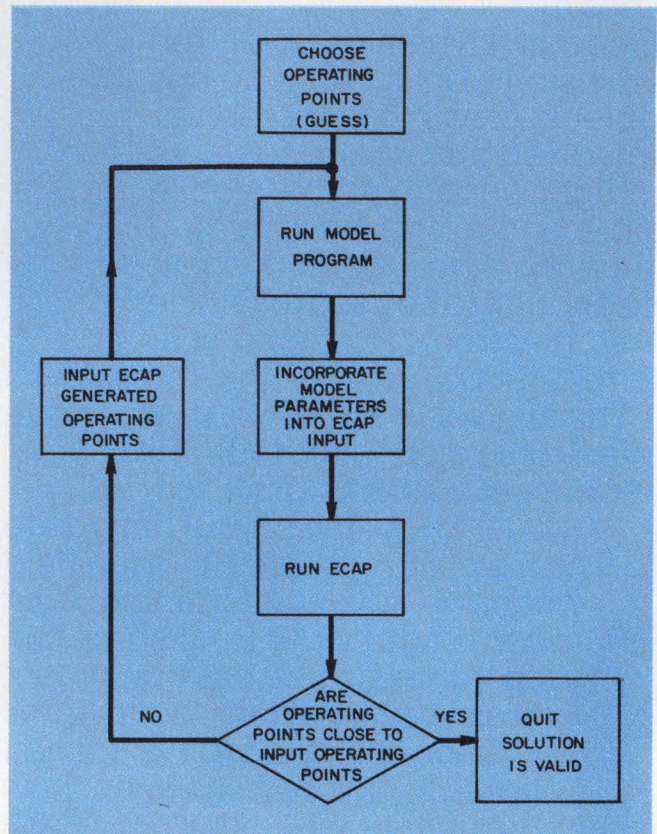 CHOOSE
OPERATING
POINTS
(GUESS)
RUN MODEL
PROGRAM
INPUT ECAP
GENERATED
OPERATING
POINTS
INCORPORATE
MODEL
PARAMETERS
INTO ECAP
INPUT
RUN ECAP
NO
ARE
OPERATING
POINTS CLOSE TO
INPUT OPERATING
POINTS
YES
QUIT
SOLUTION
IS VALID